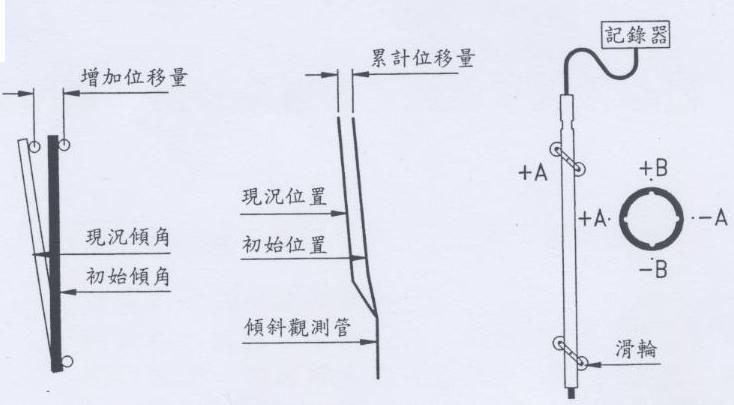 增加位移量
現況傾角
初始傾角
累計位移量
現況位置
初始位置
傾斜觀測管
記錄器
+A
+B
+A
-A
-B
滑輪